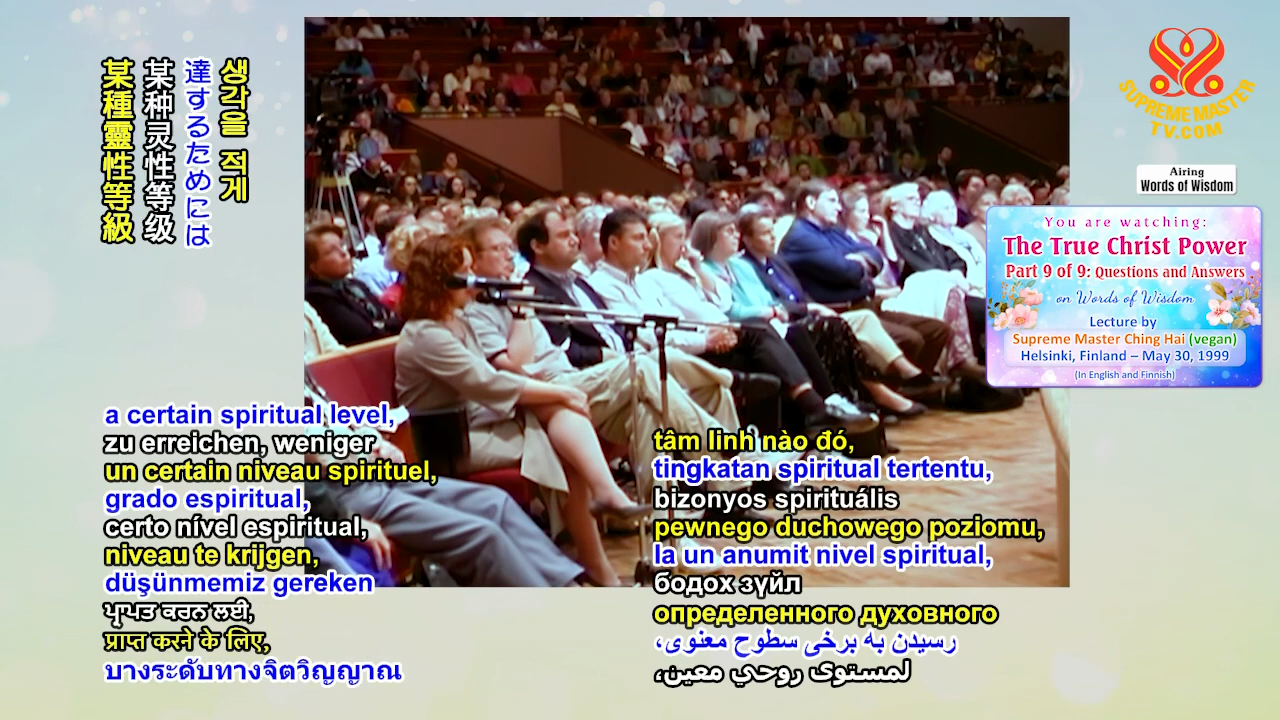 생각을 적게
達するためには
某种灵性等级
某種靈性等級
SUPREME MASTER
TV.COM
Airing
Words of Wisdom
You are watching:
The True Christ Power
Part 9 of 9: Questions and Answers
on Words of Wisdom
Lecture by
Supreme Master Ching Hai (vegan)
Helsinki, Finland – May 30, 1999
(In English and Finnish)
a certain spiritual level,
zu erreichen, weniger
un certain niveau spirituel,
grado espiritual,
certo nível espiritual,
niveau te krijgen,
düşünmemiz gereken
ਪ੍ਰਾਪਤ ਕਰਨ ਲਈ,
प्राप्त करने के लिए,
บางระดับทางจิตวิญญาณ
tâm linh nào đó,
tingkatan spiritual tertentu,
bizonyos spirituális
pewnego duchowego poziomu,
la un anumit nivel spiritual,
бодох зүйл
определенного духовного
رسیدن به برخی سطوح معنوی،
لمستوى روحي معين،